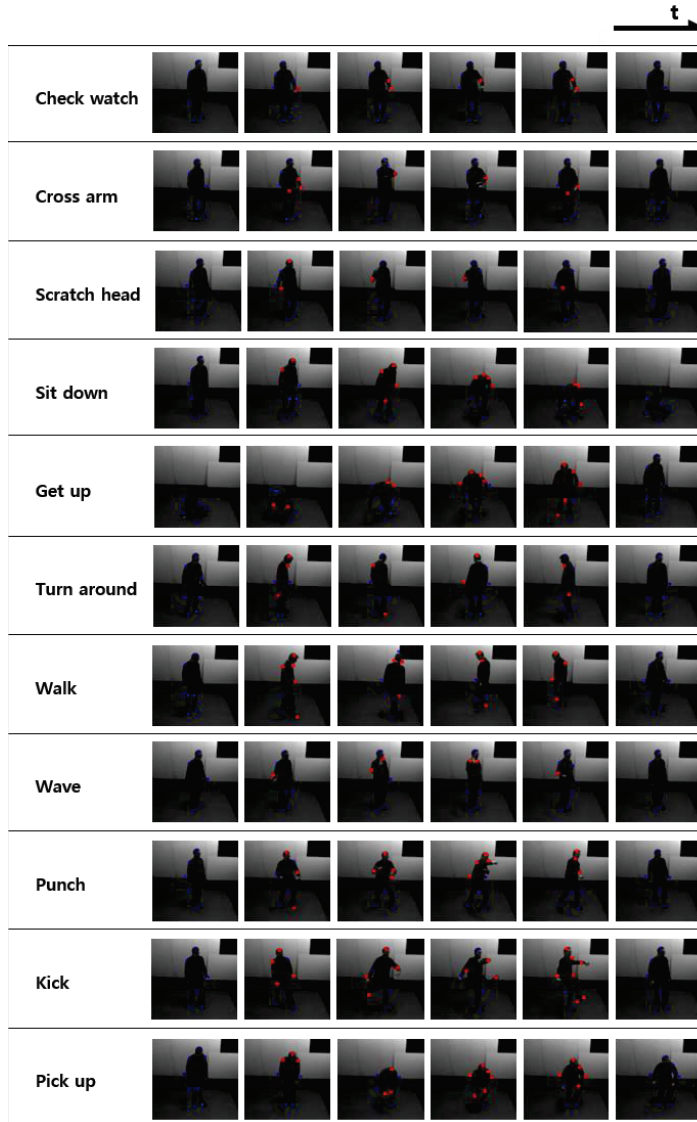 t
Check watch
Cross arm
Scratch head
Sit down
Get up
Turn around
Walk
Wave
Punch
Kick
Pick up